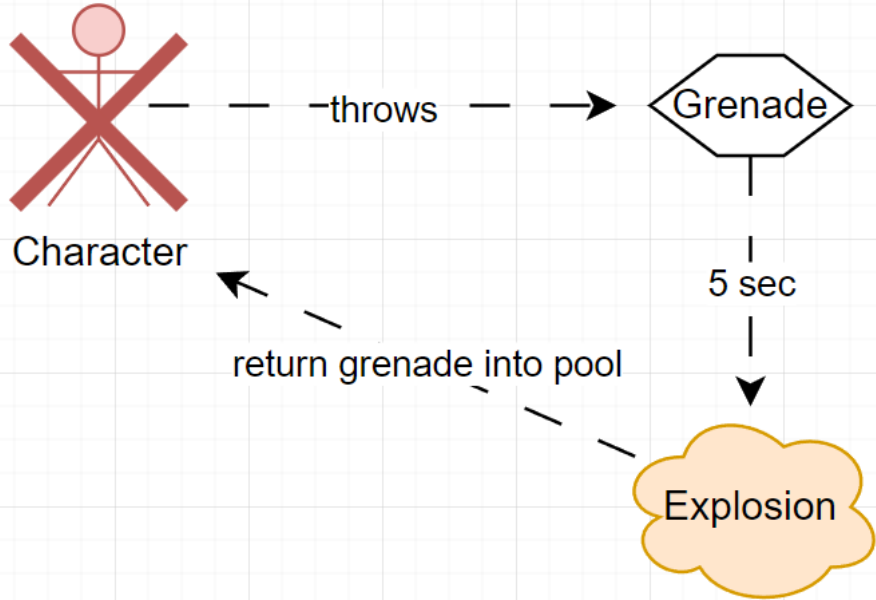 throws
Grenade
Character
5 sec
return grenade into pool
Explosion